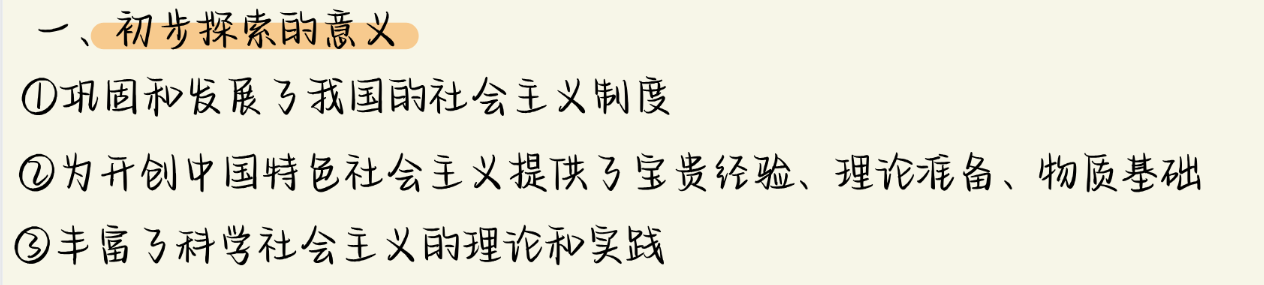 一、初步探索的意义
①巩固和发展了我国的社会主义制度
②为开创中国特色社会主义提供了宝贵经验、理论准备、物质基础
③丰富了科学社会主义的理论和实践